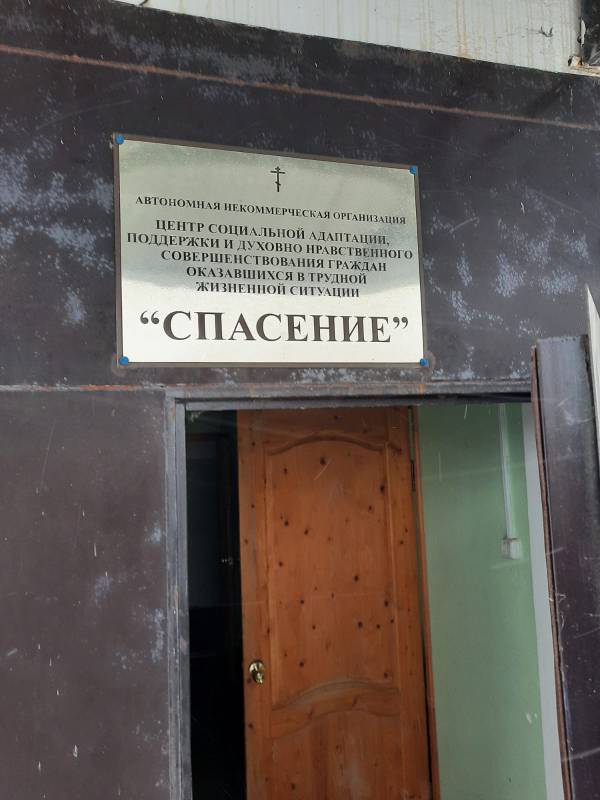 АВТОНОМНАЯ НЕКОММЕРЧЕСКАЯ ОРГАНИЗАЦИЯ
ЦЕНТР СОЦИАЛЬНОЙ АДАПТАЦИИ,
ПОДДЕРЖКИ И ДУХОВНО НРАВСТВЕННОГО
СОВЕРШЕНСТВОВАНИЯ ГРАЖДАН
ОКАЗАВШИХСЯ В ТРУДНОЙ
ЖИЗНЕННОЙ СИТУАЦИИ
“СПАСЕНИЕ”